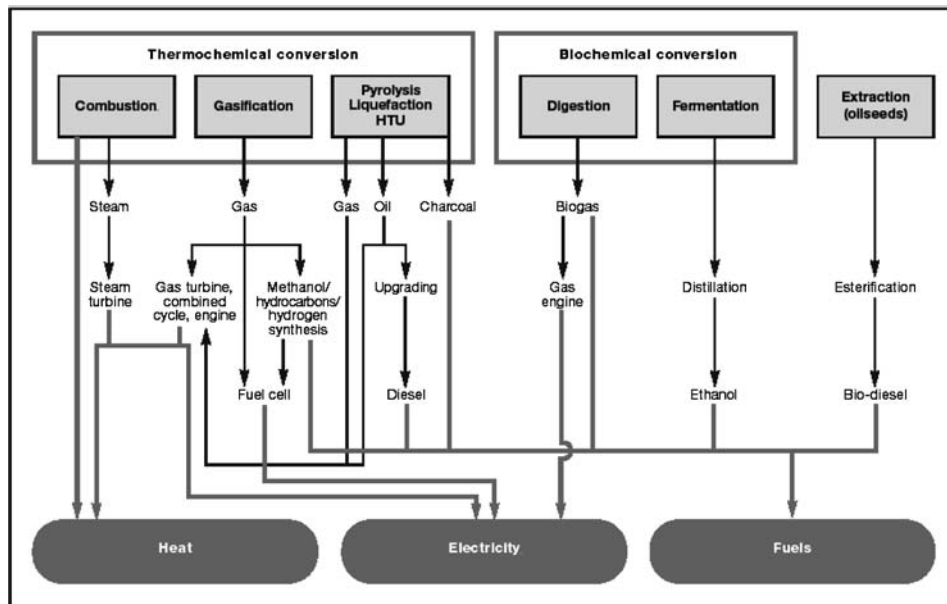 Thermochemical conversion
Biochemical conversion
Combustion
Gasification
Pyrolysis
Liquefaction
HTU
Digestion
Fermentation
Extraction
(oilseeds)
Steam
Gas
Gas
Oil
Charcoal
Biogas
Steam
turbine
Gas turbine,
combined
cycle, engine
Methanol/
hydrocarbons/
hydrogen
synthesis
Upgrading
Gas
engine
Distillation
Esterification
Fuel cell
Diesel
Ethanol
Bio-diesel
Heat
Electricity
Fuels